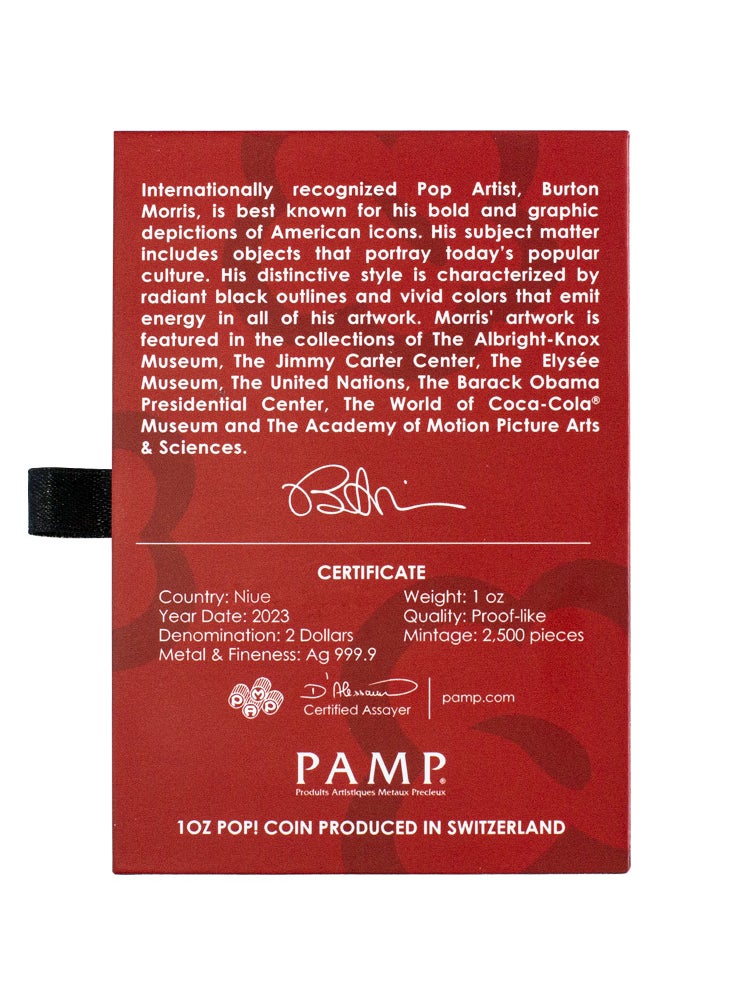 Internationally recognized Pop Artist, Burton
Morris, is best known for his bold and graphic
depictions of American icons. His subject matter
includes objects that portray today's popular
culture. His distinctive style is characterized by
radiant black outlines and vivid colors that emit
energy in all of his artwork. Morris' artwork is
featured in the collections of The Albright-Knox
Museum, The Jimmy Carter Center, The Elysée
Museum, The United Nations, The Barack Obama
Presidential Center, The World of Coca-Cola®
Museum and The Academy of Motion Picture Arts
& Sciences.
CERTIFICATE
Country: Niue
Year Date: 2023
Denomination: 2 Dollars
Metal & Fineness: Ag 999.9
Weight: 1 oz
Quality: Proof-like
Mintage: 2,500 pieces
PAMP
Certified Assayer
pamp.com
PAMP®
Produits Artistiques Metaux Precieux
1OZ POP! COIN PRODUCED IN SWITZERLAND